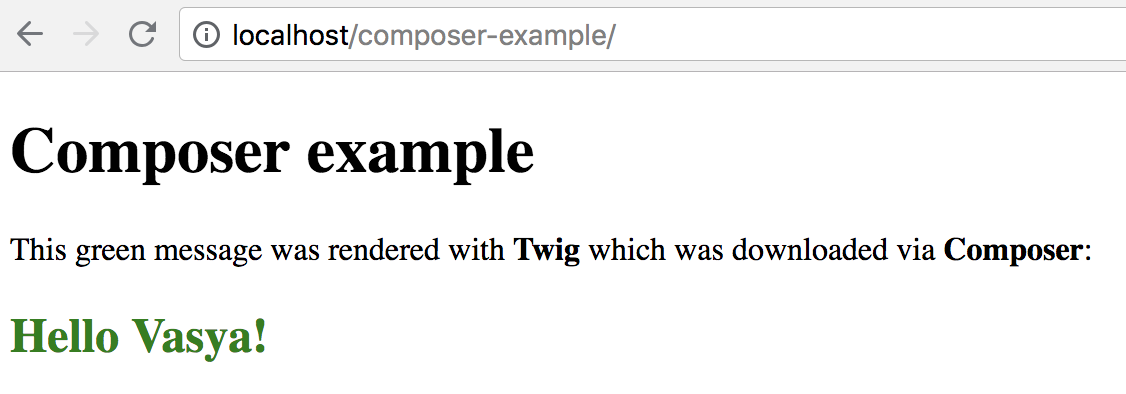 localhost/composer-example/
Composer example
This green message was rendered with Twig which was downloaded via Composer:
Hello Vasya!